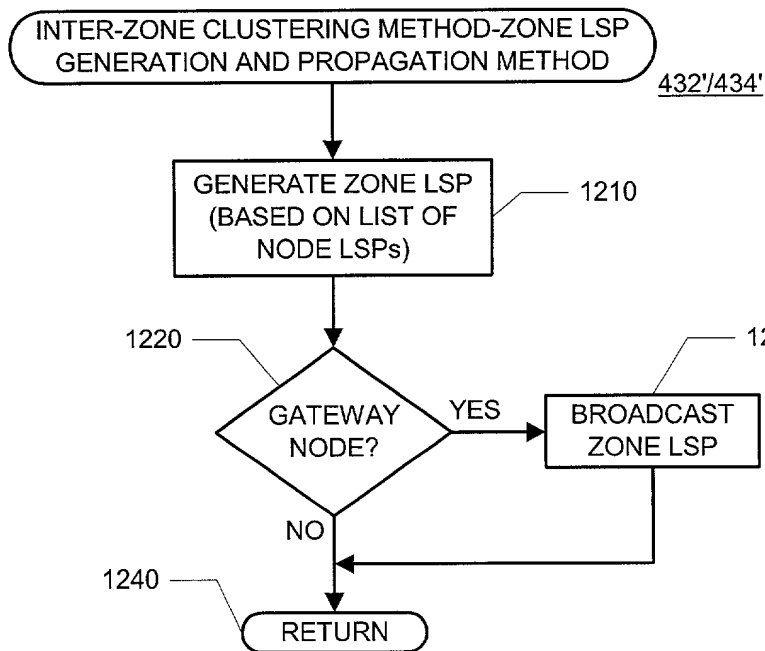 INTER-ZONE CLUSTERING METHOD-ZONE LSP
GENERATION AND PROPAGATION METHOD
432'/434'
GENERATE ZONE LSP
(BASED ON LIST OF
NODE LSPs)
1210
1220
GATEWAY
NODE?
YES
BROADCAST
ZONE LSP
NO
1240
RETURN